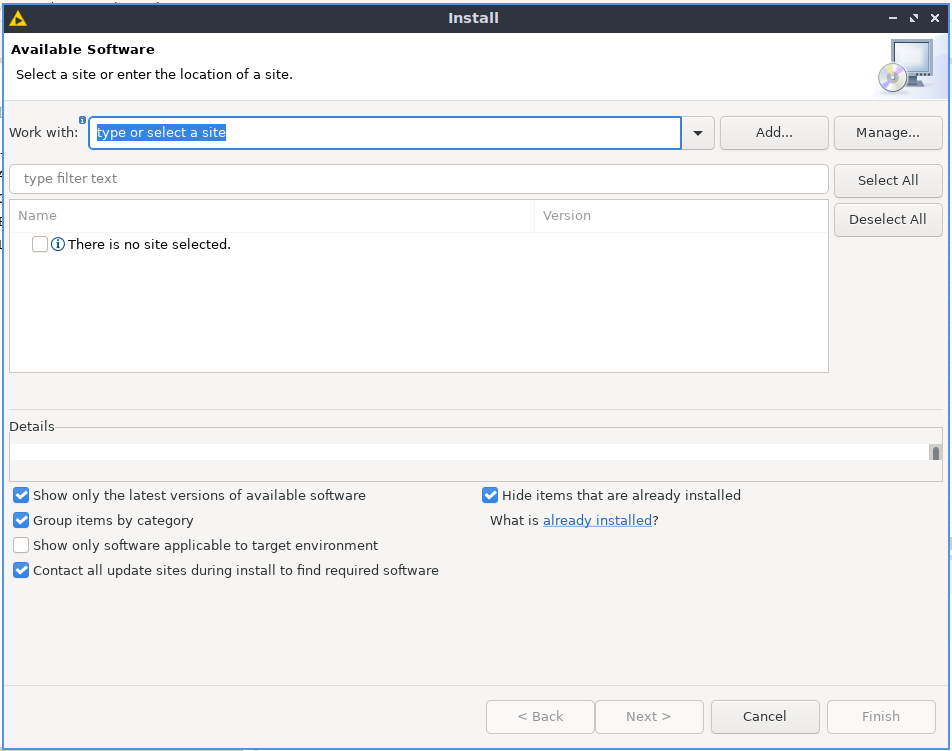 Install
Available Software
Select a site or enter the location of a site.
Work with: type or select a site Add... Manage...
type filter text Select All
Deselect All
Name Version
There is no site selected.
Details
Show only the latest versions of available software Hide items that are already installed
Group items by category What is already installed?
Show only software applicable to target environment
Contact all update sites during install to find required software
< Back Next > Cancel Finish